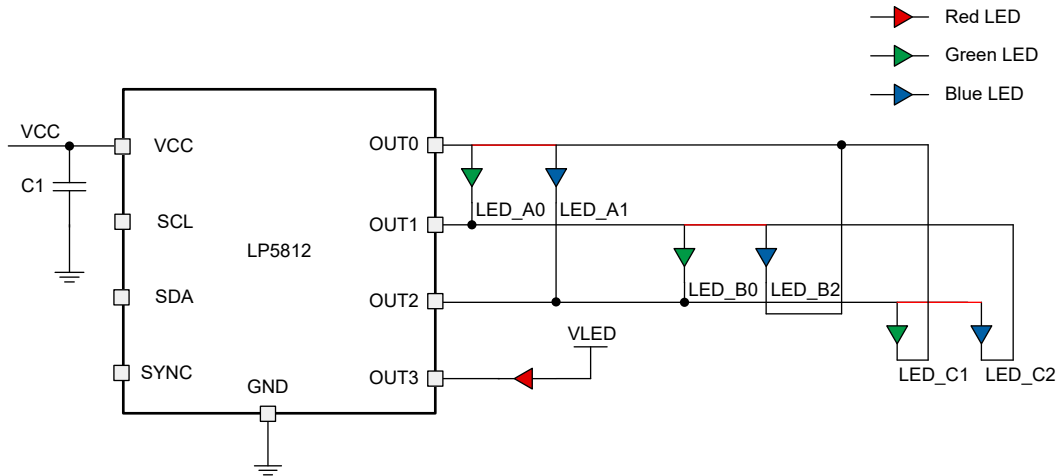 Red LED
Green LED
Blue LED
VCC
C1
VCC
SCL
SDA
SYNC
GND
LP5812
OUT0
OUT1
OUT2
OUT3
LED_A0
LED_A1
LED_B0
LED_B2
VLED
LED_C1
LED_C2